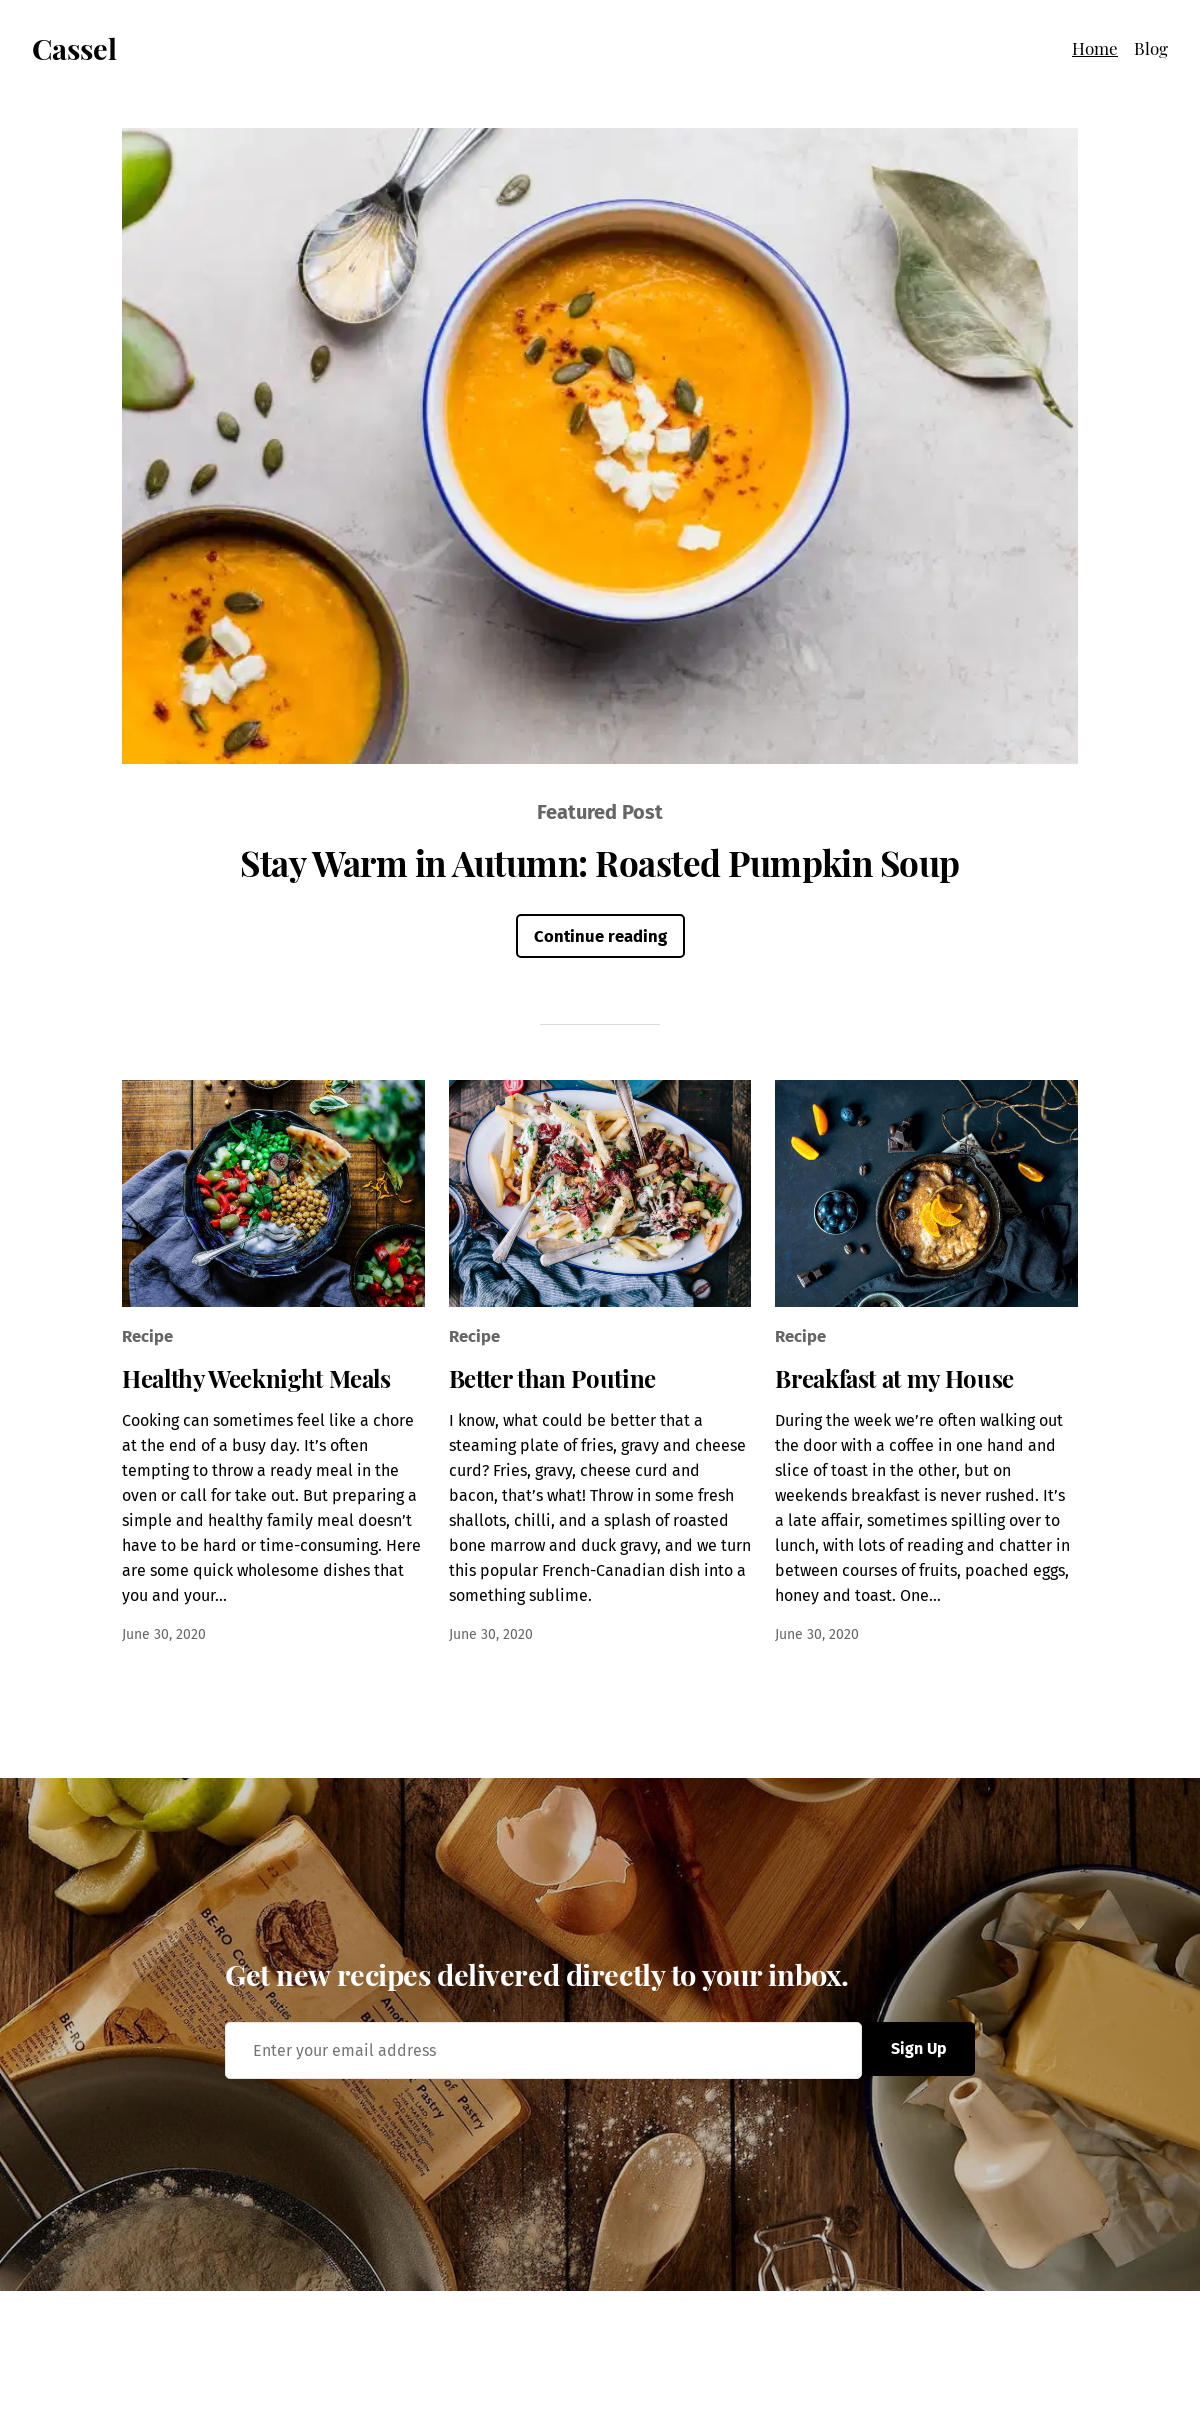 Cassel
Home Blog
Featured Post
Stay Warm in Autumn: Roasted Pumpkin Soup
Continue reading
Recipe
Healthy Weeknight Meals
Cooking can sometimes feel like a chore
at the end of a busy day. It’s often
tempting to throw a ready meal in the
oven or call for take out. But preparing a
simple and healthy family meal doesn’t
have to be hard or time-consuming. Here
are some quick wholesome dishes that
you and your…
June 30, 2020
Recipe
Better than Poutine
I know, what could be better that a
steaming plate of fries, gravy and cheese
curd? Fries, gravy, cheese curd and
bacon, that’s what! Throw in some fresh
shallots, chilli, and a splash of roasted
bone marrow and duck gravy, and we turn
this popular French-Canadian dish into a
something sublime.
June 30, 2020
Recipe
Breakfast at my House
During the week we’re often walking out
the door with a coffee in one hand and
slice of toast in the other, but on
weekends breakfast is never rushed. It’s
a late affair, sometimes spilling over to
lunch, with lots of reading and chatter in
between courses of fruits, poached eggs,
honey and toast. One…
June 30, 2020
BE-RO
Pasties
BE-RO
Get new recipes delivered directly to your inbox.
Enter your email address
Sign Up
Pastry
of Pastry